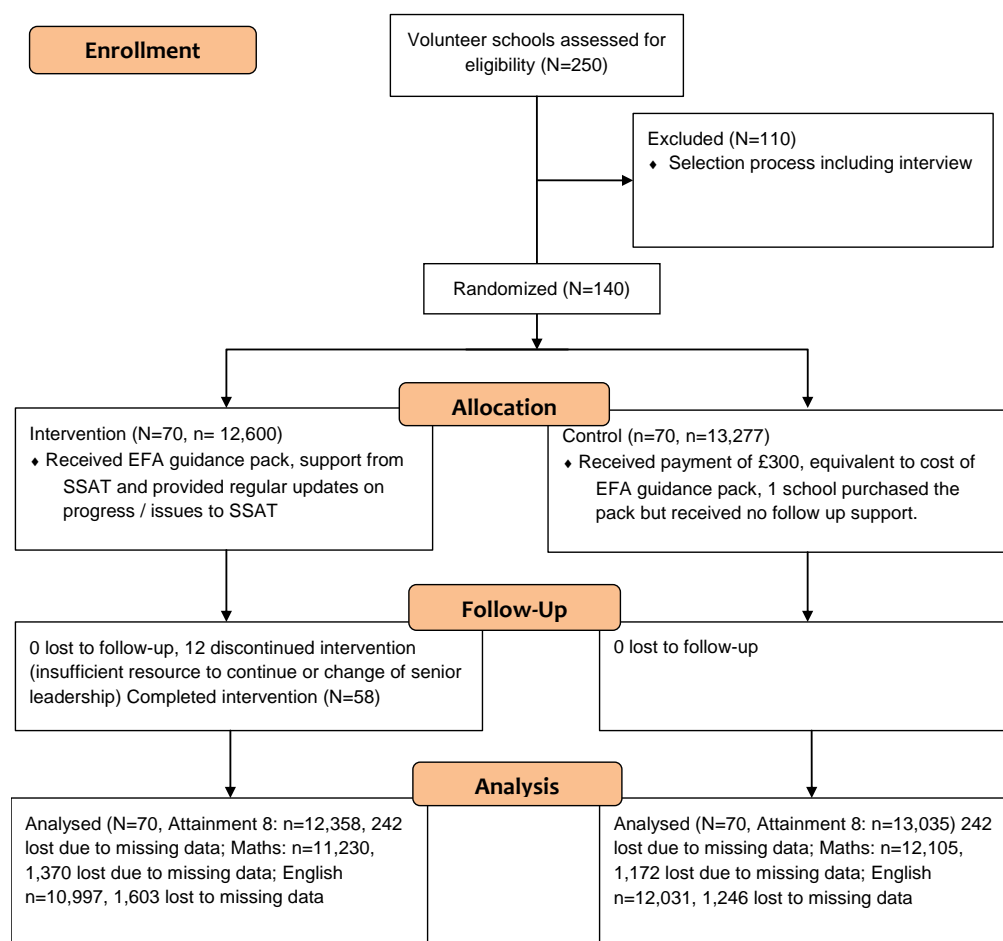 Enrollment
Volunteer schools assessed for
eligibility (N=250)
Excluded (N=110)
♦ Selection process including interview
Randomized (N=140)
Allocation
Intervention (N=70, n= 12,600)
♦ Received EFA guidance pack, support from
SSAT and provided regular updates on
progress / issues to SSAT
Control (n=70, n=13,277)
♦ Received payment of £300, equivalent to cost of
EFA guidance pack, 1 school purchased the
pack but received no follow up support.
Follow-Up
0 lost to follow-up, 12 discontinued intervention
(insufficient resource to continue or change of senior
leadership) Completed intervention (N=58)
0 lost to follow-up
Analysis
Analysed (N=70, Attainment 8: n=12,358, 242
lost due to missing data; Maths: n=11,230,
1,370 lost due to missing data; English
n=10,997, 1,603 lost to missing data
Analysed (N=70, Attainment 8: n=13,035) 242
lost due to missing data; Maths: n=12,105,
1,172 lost due to missing data; English
n=12,031, 1,246 lost to missing data